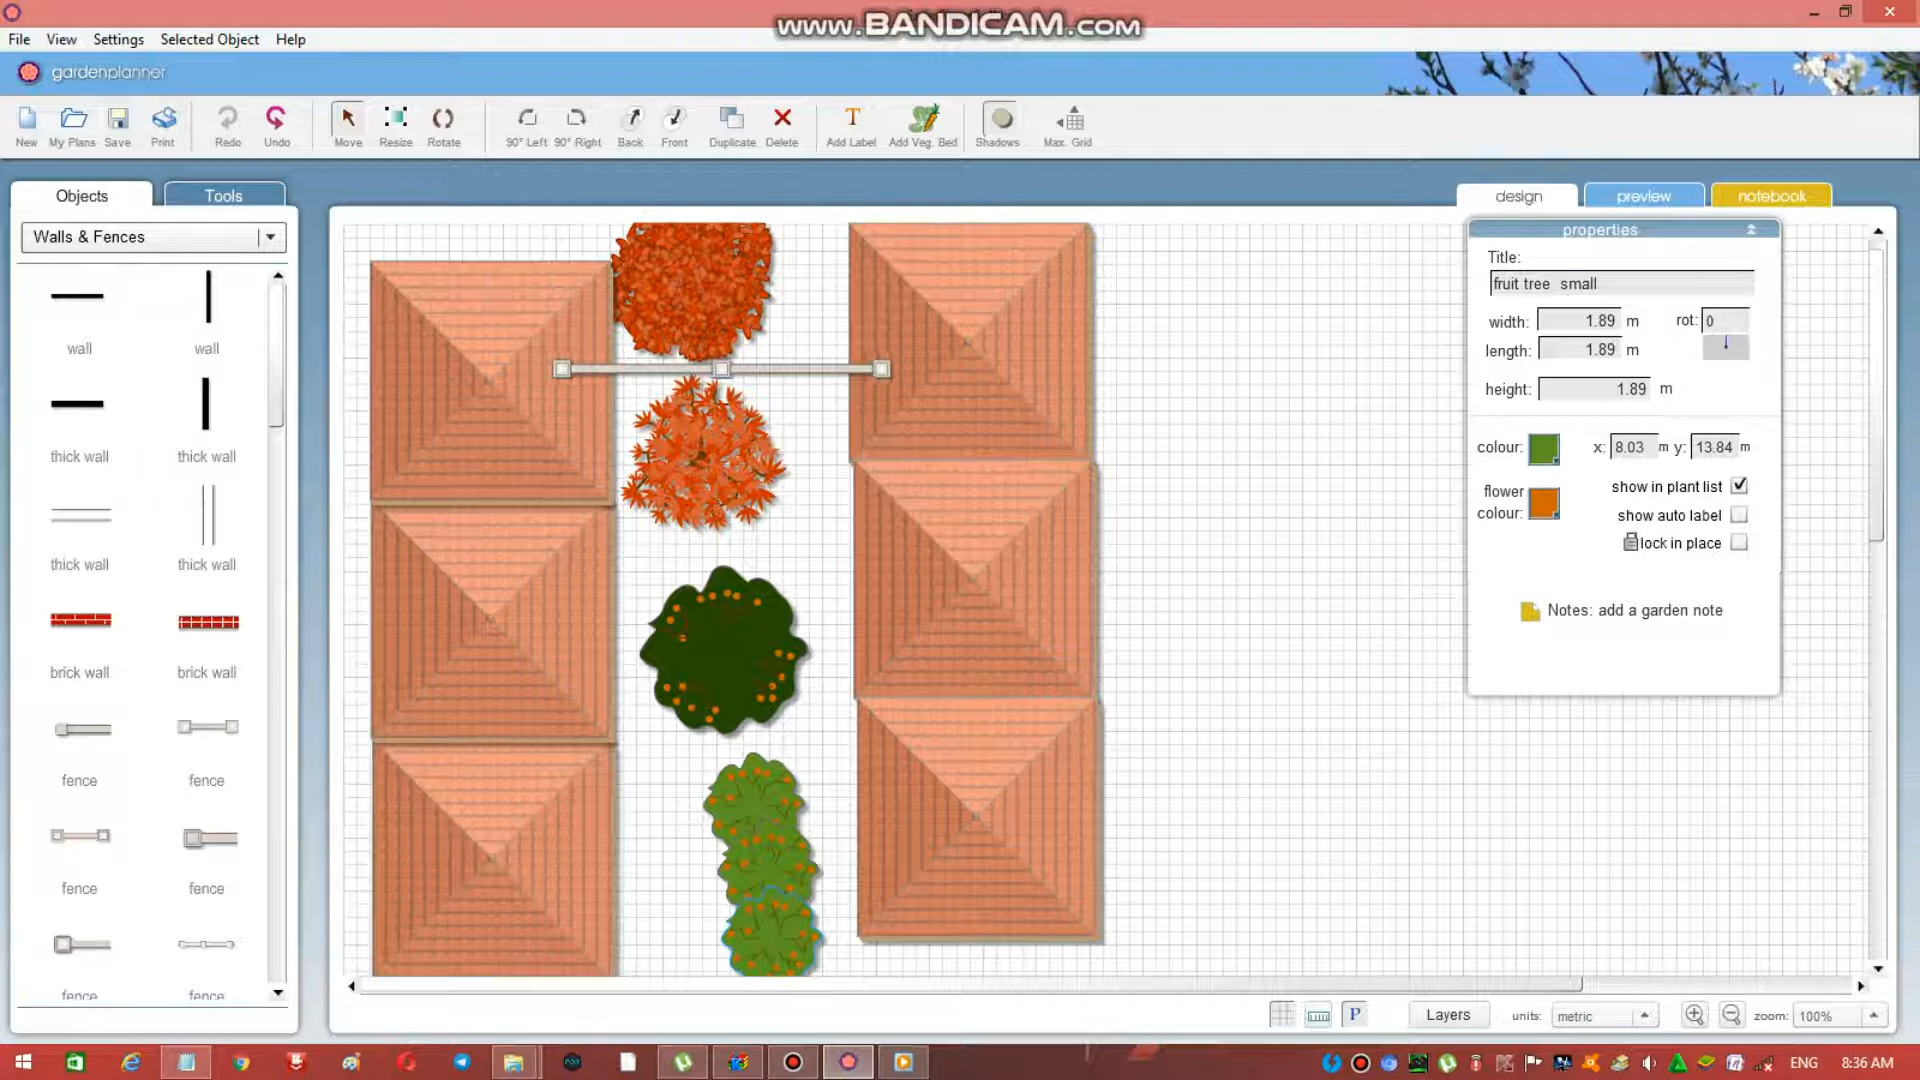 www.BANDICAM.com
File View Settings Selected Object Help
gardenplanner
New My Plans Save Print Redo Undo Move Resize Rotate 90° Left 90° Right Back Front Duplicate Delete Add Label Add Veg. Bed Shadows Max. Grid
Objects Tools
design preview notebook
Walls & Fences
wall wall
thick wall thick wall
thick wall thick wall
brick wall brick wall
fence fence
fence fence
fence fence
properties
Title:
fruit tree small
width: 1.89 m rot: 0
length: 1.89 m
height: 1.89 m
colour: x: 8.03 m y: 13.84 m
flower colour:
show in plant list
show auto label
lock in place
Notes: add a garden note
P Layers units: metric zoom: 100%
ENG 8:36 AM